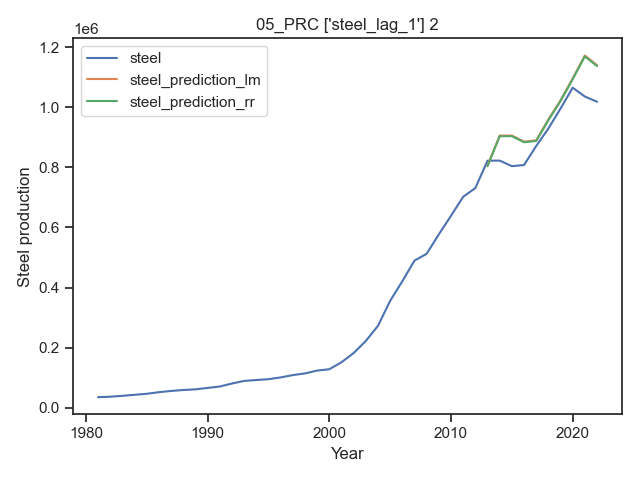 05_PRC ['steel_lag_1'] 2
1e6
steel
steel_prediction_lm
steel_prediction_rr
1.2
1.0
0.8
0.6
0.4
0.2
0.0
Steel production
1980
1990
2000
2010
2020
Year